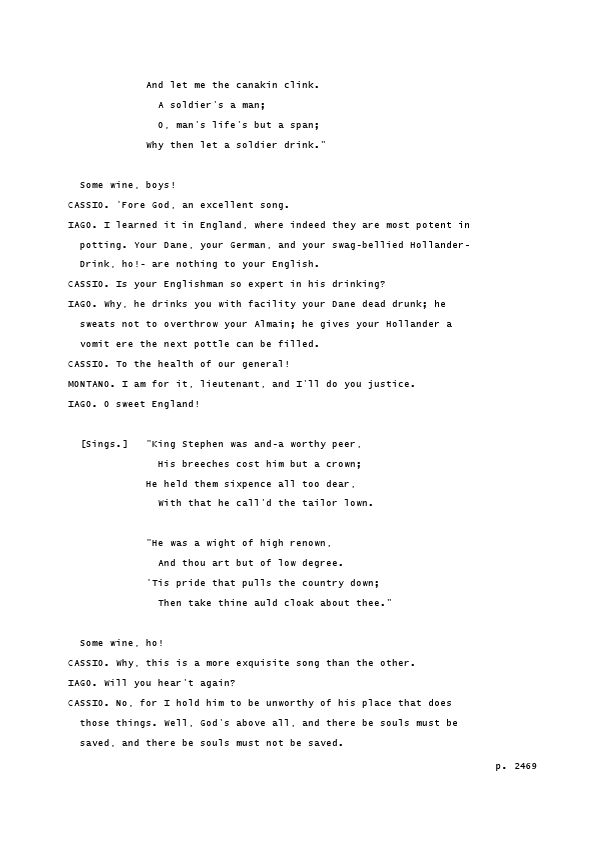 And let me the canakin clink.
A soldier's a man;
O, man's life's but a span;
Why then let a soldier drink."
Some wine, boys!
CASSIO. 'Fore God, an excellent song.
IAGO. I learned it in England, where indeed they are most potent in
potting. Your Dane, your German, and your swag-bellied Hollander-
Drink, ho!- are nothing to your English.
CASSIO. Is your Englishman so expert in his drinking?
IAGO. Why, he drinks you with facility your Dane dead drunk; he
sweats not to overthrow your Almain; he gives your Hollander a
vomit ere the next pottle can be filled.
CASSIO. To the health of our general!
MONTANO. I am for it, lieutenant, and I'll do you justice.
IAGO. O sweet England!
[Sings.] "King Stephen was and-a worthy peer,
His breeches cost him but a crown;
He held them sixpence all too dear,
With that he call'd the tailor lown.
"He was a wight of high renown,
And thou art but of low degree.
'Tis pride that pulls the country down;
Then take thine auld cloak about thee."
Some wine, ho!
CASSIO. Why, this is a more exquisite song than the other.
IAGO. Will you hear't again?
CASSIO. No, for I hold him to be unworthy of his place that does
those things. Well, God's above all, and there be souls must be
saved, and there be souls must not be saved.
p. 2469